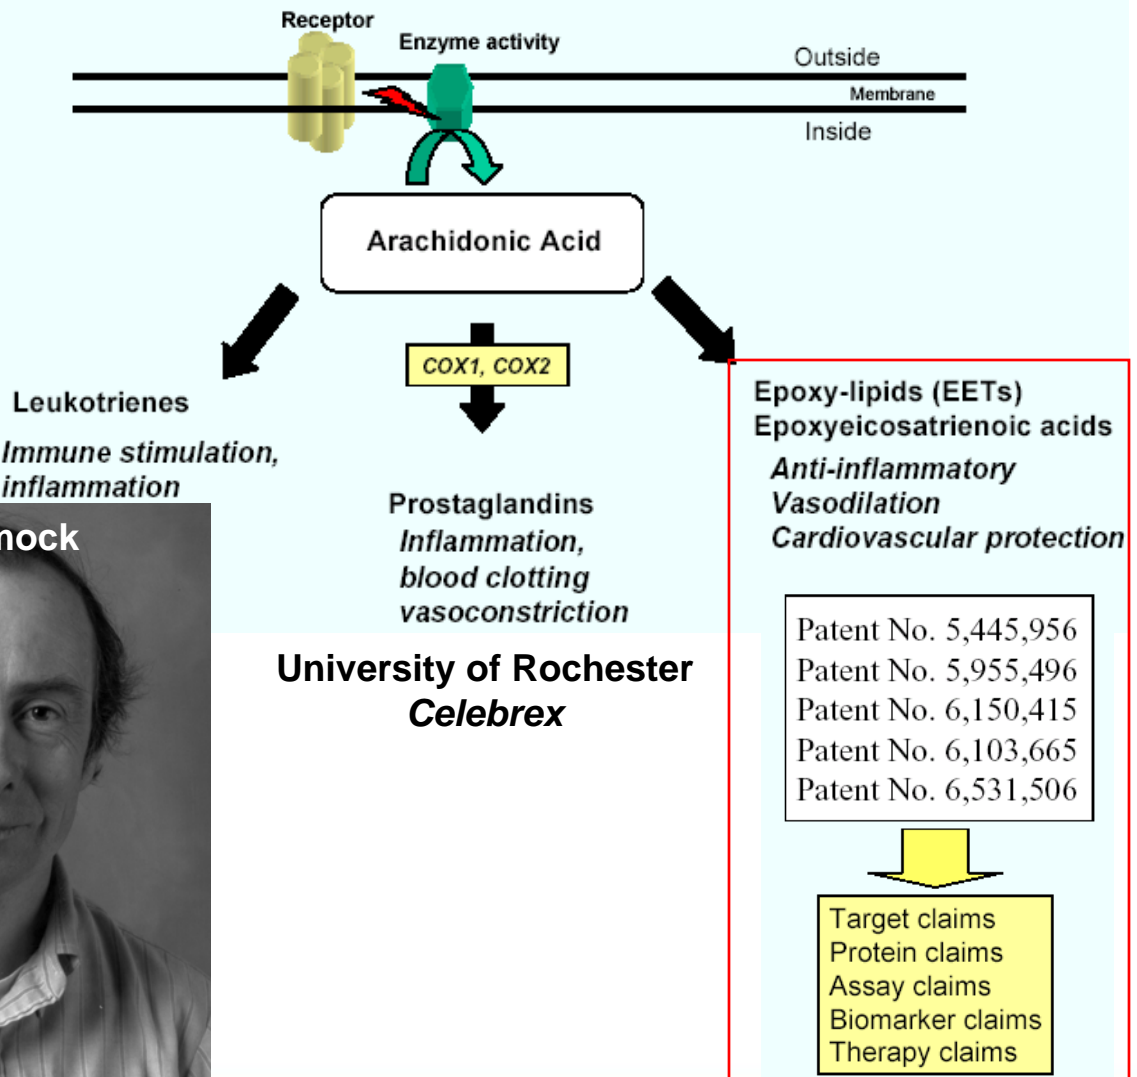 Receptor
Enzyme activity
Outside
Membrane
Inside
Arachidonic Acid
COX1, COX2
Leukotrienes
Immune stimulation,
inflammation
Prostaglandins
Inflammation,
blood clotting
vasoconstriction
University of Rochester
Celebrex
Epoxy-lipids (EETs)
Epoxyeicosatrienoic acids
Anti-inflammatory
Vasodilation
Cardiovascular protection
Patent No. 5,445,956
Patent No. 5,955,496
Patent No. 6,150,415
Patent No. 6,103,665
Patent No. 6,531,506
Target claims
Protein claims
Assay claims
Biomarker claims
Therapy claims